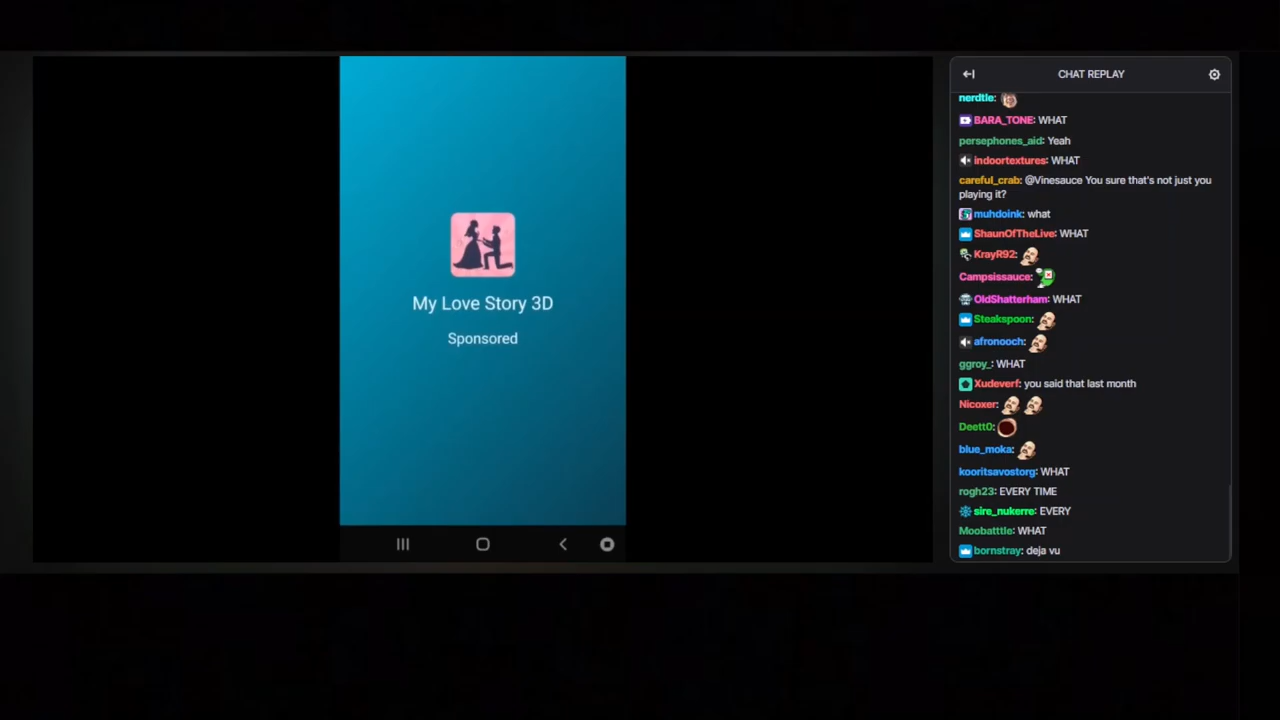 My Love Story 3D
Sponsored
CHAT REPLAY
nerdtle:
BARA_TONE: WHAT
persephones_aid: Yeah
indoortextures: WHAT
careful_crab: @Vinesauce You sure that's not just you
playing it?
muhdoink: what
ShaunOfTheLive: WHAT
KrayR92:
Campsissauce:
OldShatterham: WHAT
Steakspoon:
afronooch:
ggroy_: WHAT
Xudeverf: you said that last month
Nicoxer:
Deett0:
blue_moka:
kooritsavostorg: WHAT
rogh23: EVERY TIME
sire_nukerre: EVERY
Moobatttle: WHAT
bornstray: deja vu